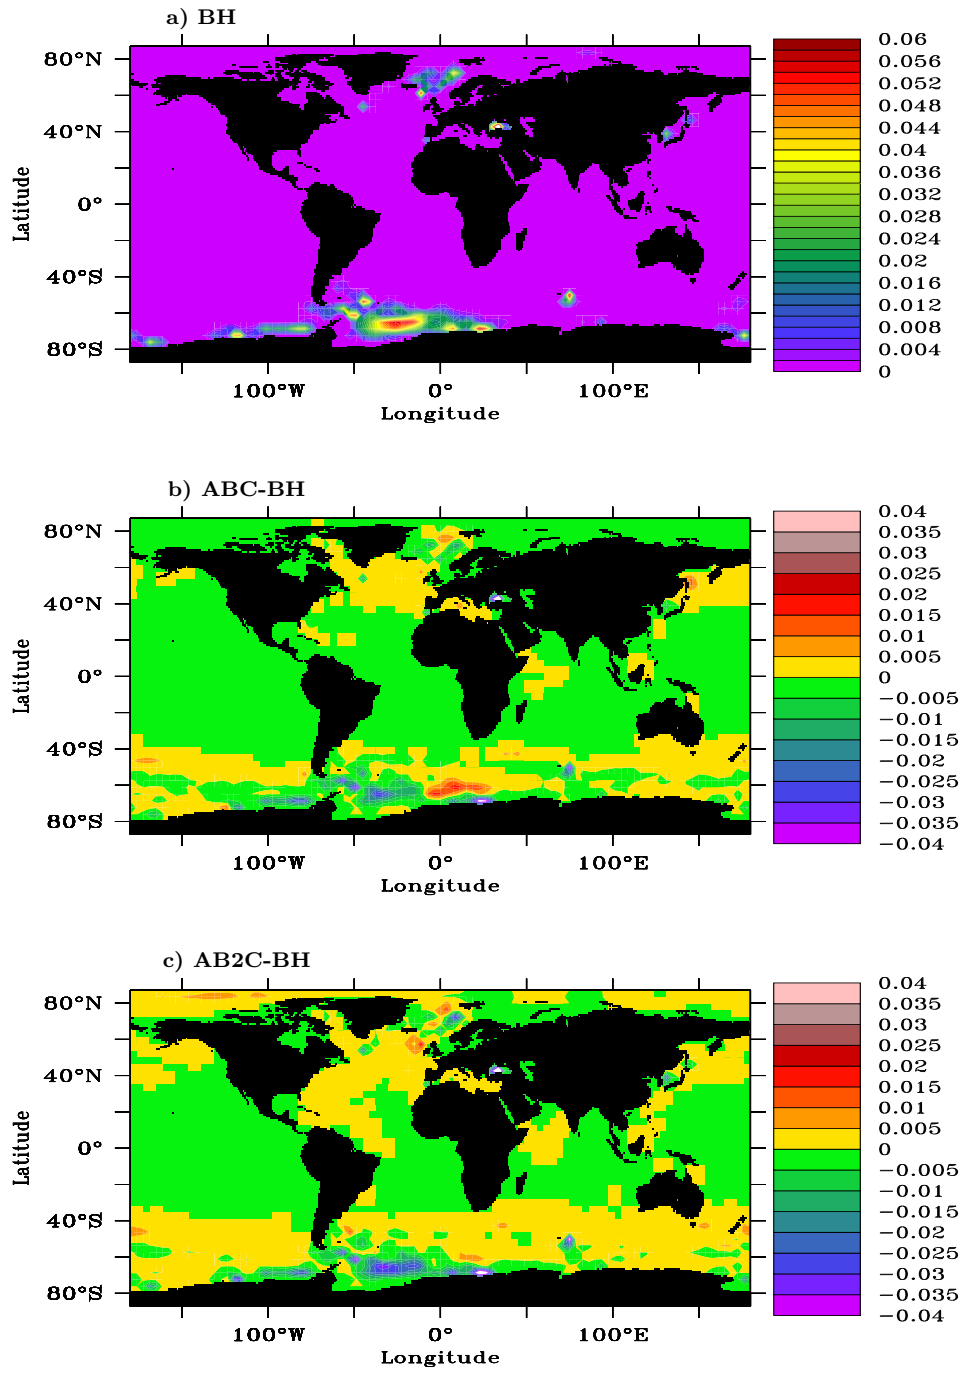 a) BH
80°N
40°N
0°
40°S
80°S
Latitude
100°W 0° 100°E
Longitude
0.06
0.056
0.052
0.048
0.044
0.04
0.036
0.032
0.028
0.024
0.02
0.016
0.012
0.008
0.004
0
b) ABC-BH
80°N
40°N
0°
40°S
80°S
Latitude
100°W 0° 100°E
Longitude
0.04
0.035
0.03
0.025
0.02
0.015
0.01
0.005
0
−0.005
−0.01
−0.015
−0.02
−0.025
−0.03
−0.035
−0.04
c) AB2C-BH
80°N
40°N
0°
40°S
80°S
Latitude
100°W 0° 100°E
Longitude
0.04
0.035
0.03
0.025
0.02
0.015
0.01
0.005
0
−0.005
−0.01
−0.015
−0.02
−0.025
−0.03
−0.035
−0.04